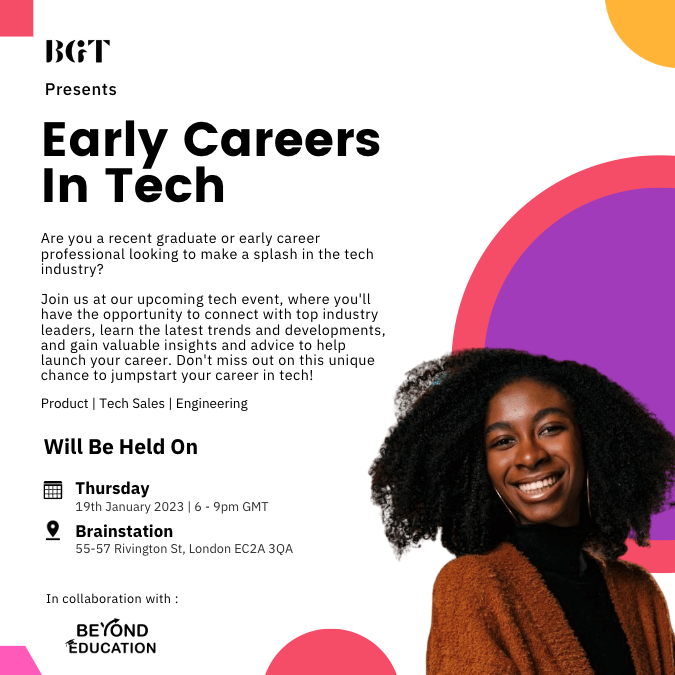 BGT
Presents
Early Careers
In Tech
Are you a recent graduate or early career
professional looking to make a splash in the tech
industry?
Join us at our upcoming tech event, where you'll
have the opportunity to connect with top industry
leaders, learn the latest trends and developments,
and gain valuable insights and advice to help
launch your career. Don't miss out on this unique
chance to jumpstart your career in tech!
Product | Tech Sales | Engineering
Will Be Held On
Thursday
19th January 2023 | 6 - 9pm GMT
Brainstation
55-57 Rivington St, London EC2A 3QA
In collaboration with :
BEYOND
EDUCATION